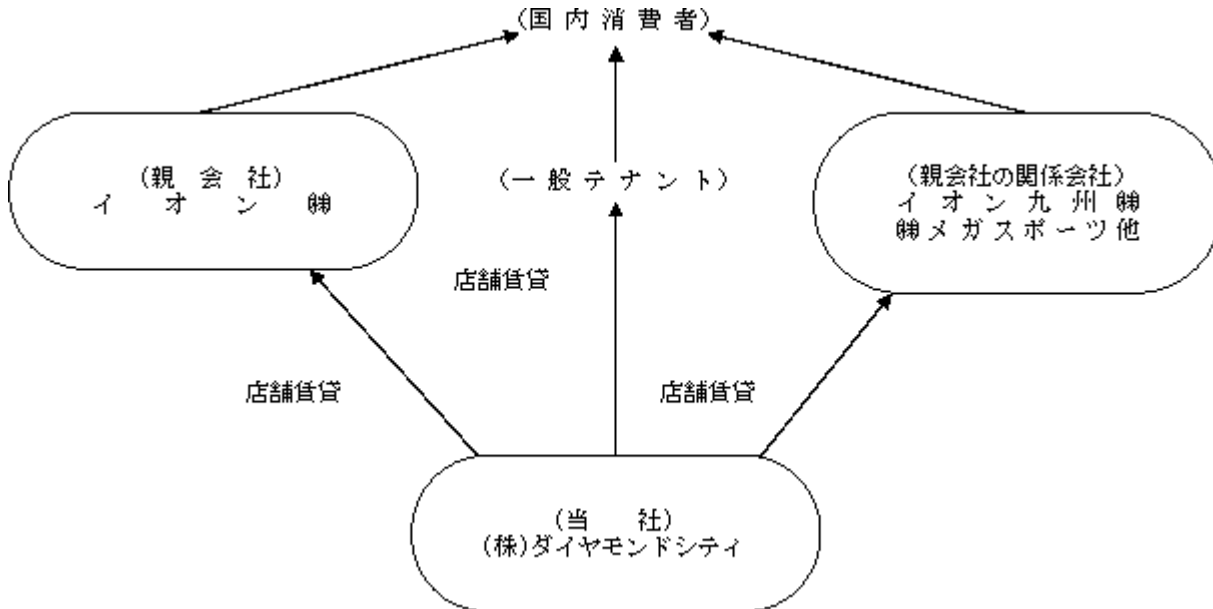 (国内消費者)
(親会社)
イオン㈱
(一般テナント)
(親会社の関係会社)
イオン九州㈱
㈱メガスポーツ他
店舗賃貸
店舗賃貸
店舗賃貸
(当社)
(株)ダイヤモンドシティ